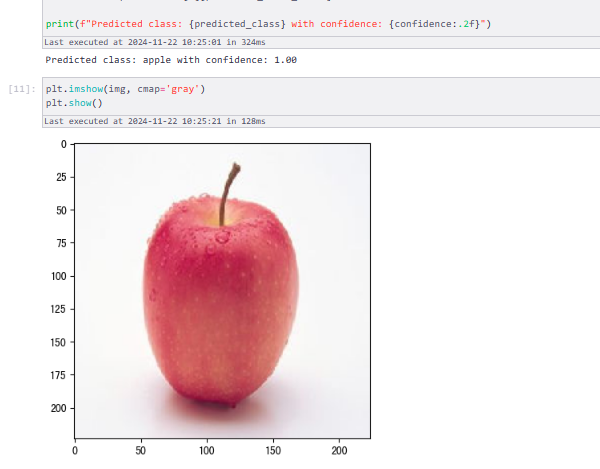 print(f"Predicted class: {predicted_class} with confidence: {confidence:.2f}")
Last executed at 2024-11-22 10:25:01 in 324ms
Predicted class: apple with confidence: 1.00
[11]:
plt.imshow(img, cmap='gray')
plt.show()
Last executed at 2024-11-22 10:25:21 in 128ms
0
25
50
75
100
125
150
175
200
0 50 100 150 200